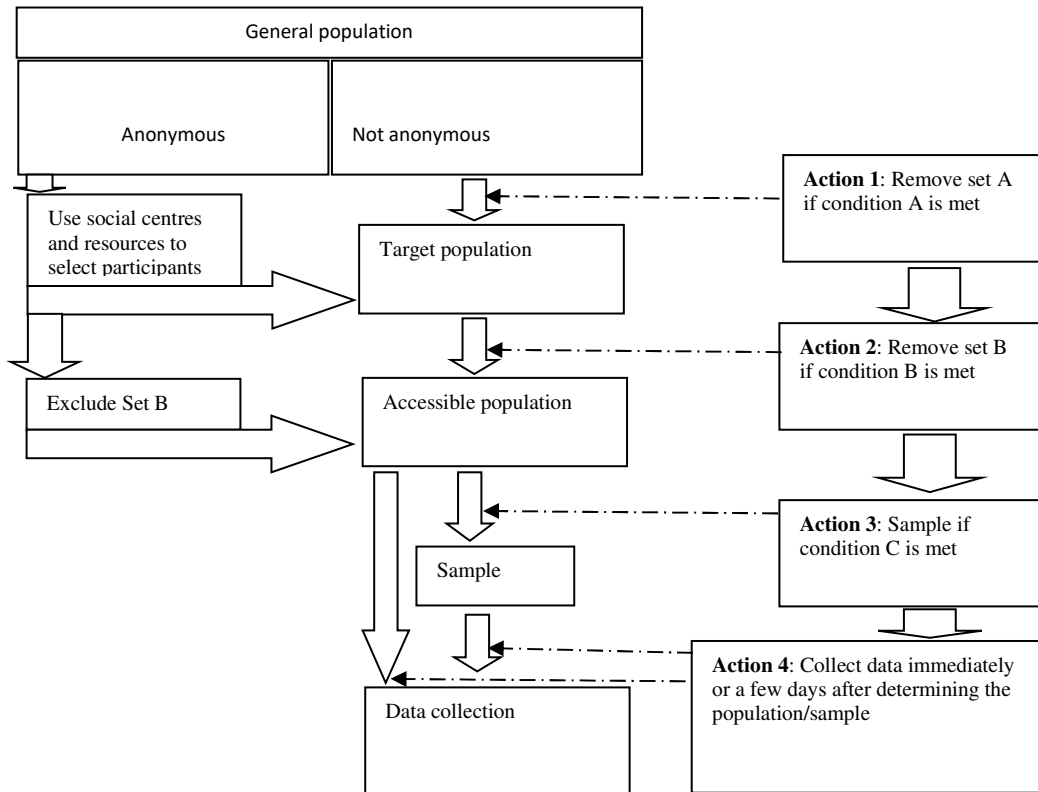 General population
Anonymous
Not anonymous
Use social centres
and resources to
select participants
Target population
Action 1: Remove set A
if condition A is met
Action 2: Remove set B
if condition B is met
Exclude Set B
Accessible population
Action 3: Sample if
condition C is met
Sample
Action 4: Collect data immediately
or a few days after determining the
population/sample
Data collection